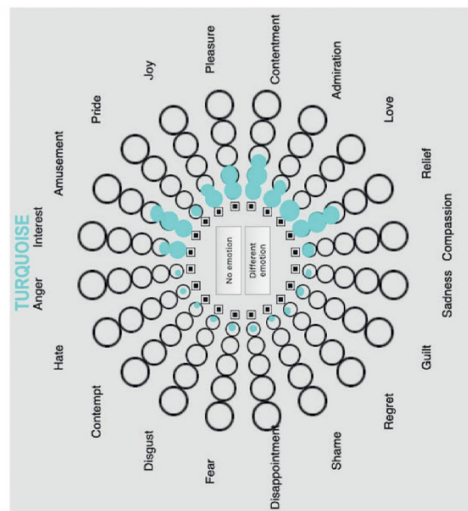 TURQUOISE
Interest
Amusement
Pride
Joy
Pleasure
Contentment
Admiration
Love
Relief
Compassion
Sadness
Guilt
Regret
Shame
Disappointment
Fear
Disgust
Contempt
Hate
Anger
No emotion
Different
emotion